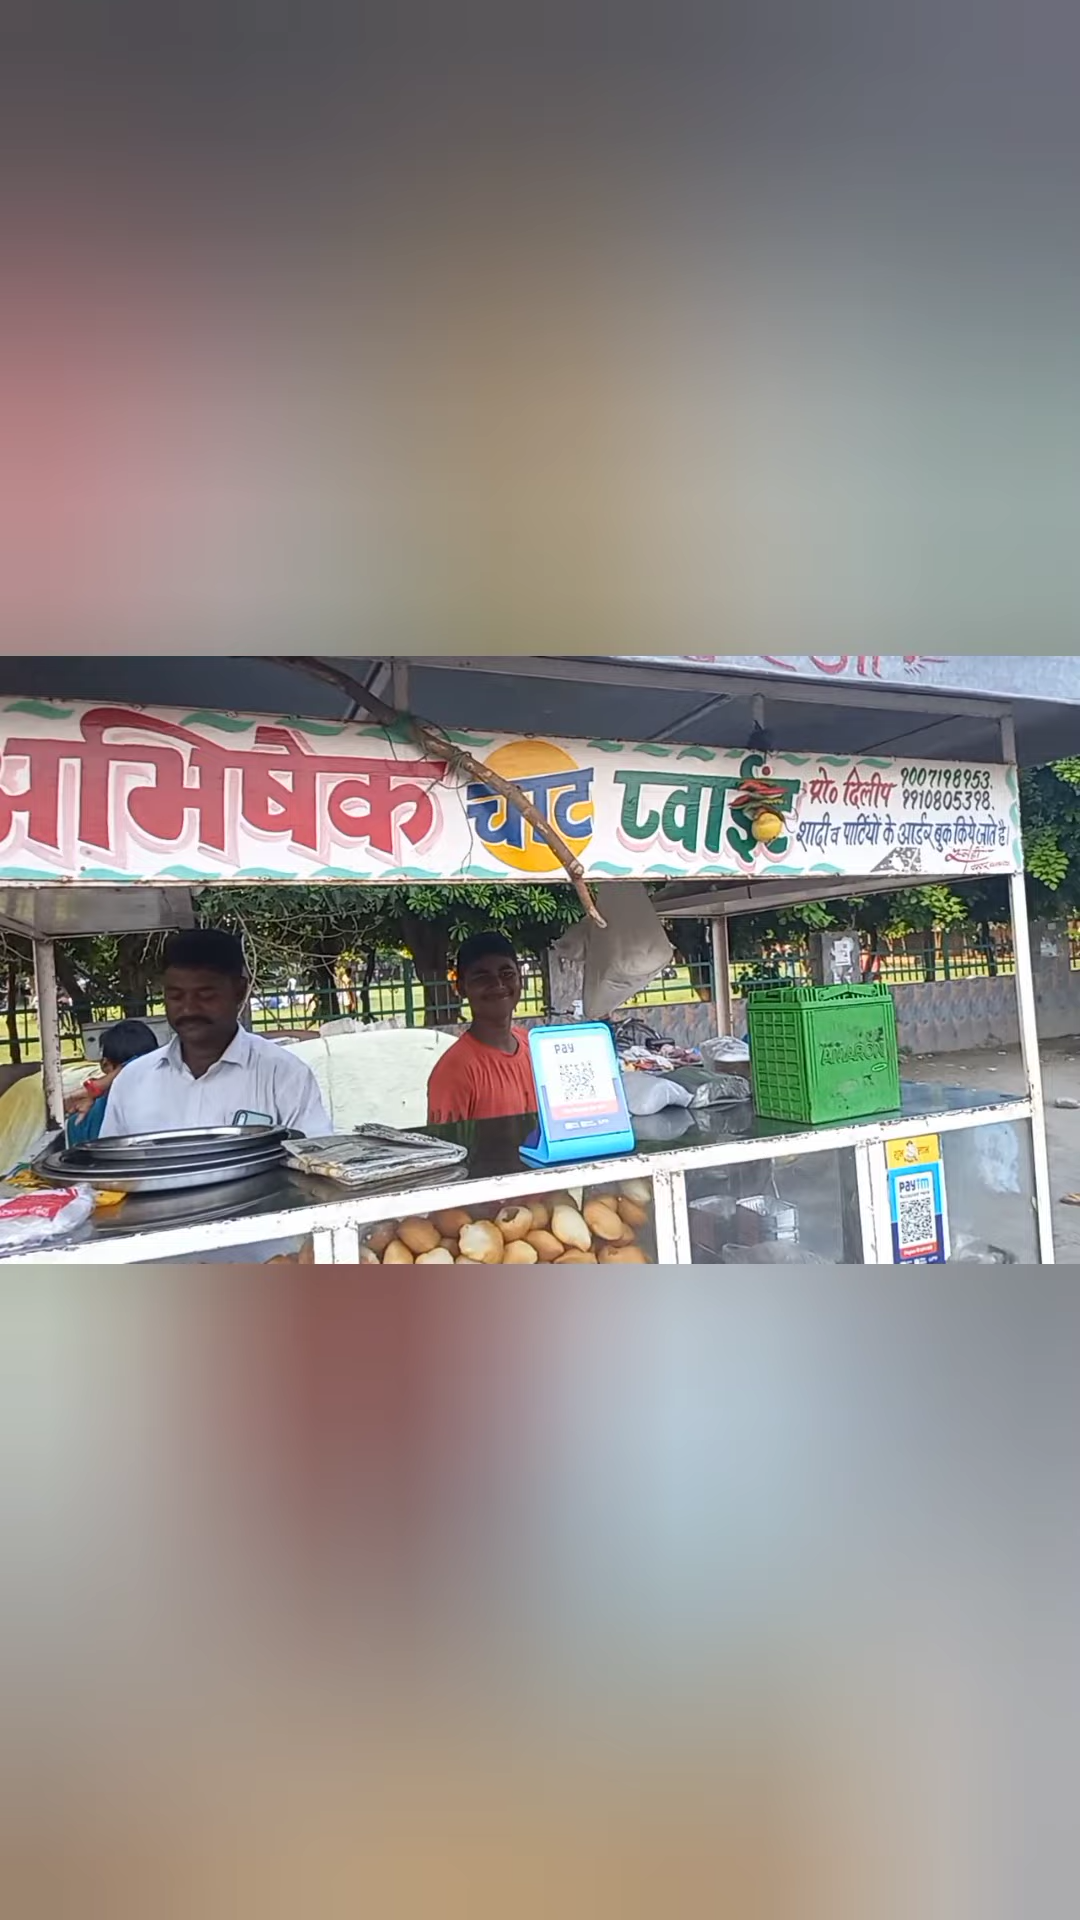 अभिषेक चाट प्वाईंट
प्रो० दिलीप
9007198953.
9910805398.
शादी व पार्टियों के आर्डर बुक किये जाते है।
pay
AMARON
paytm